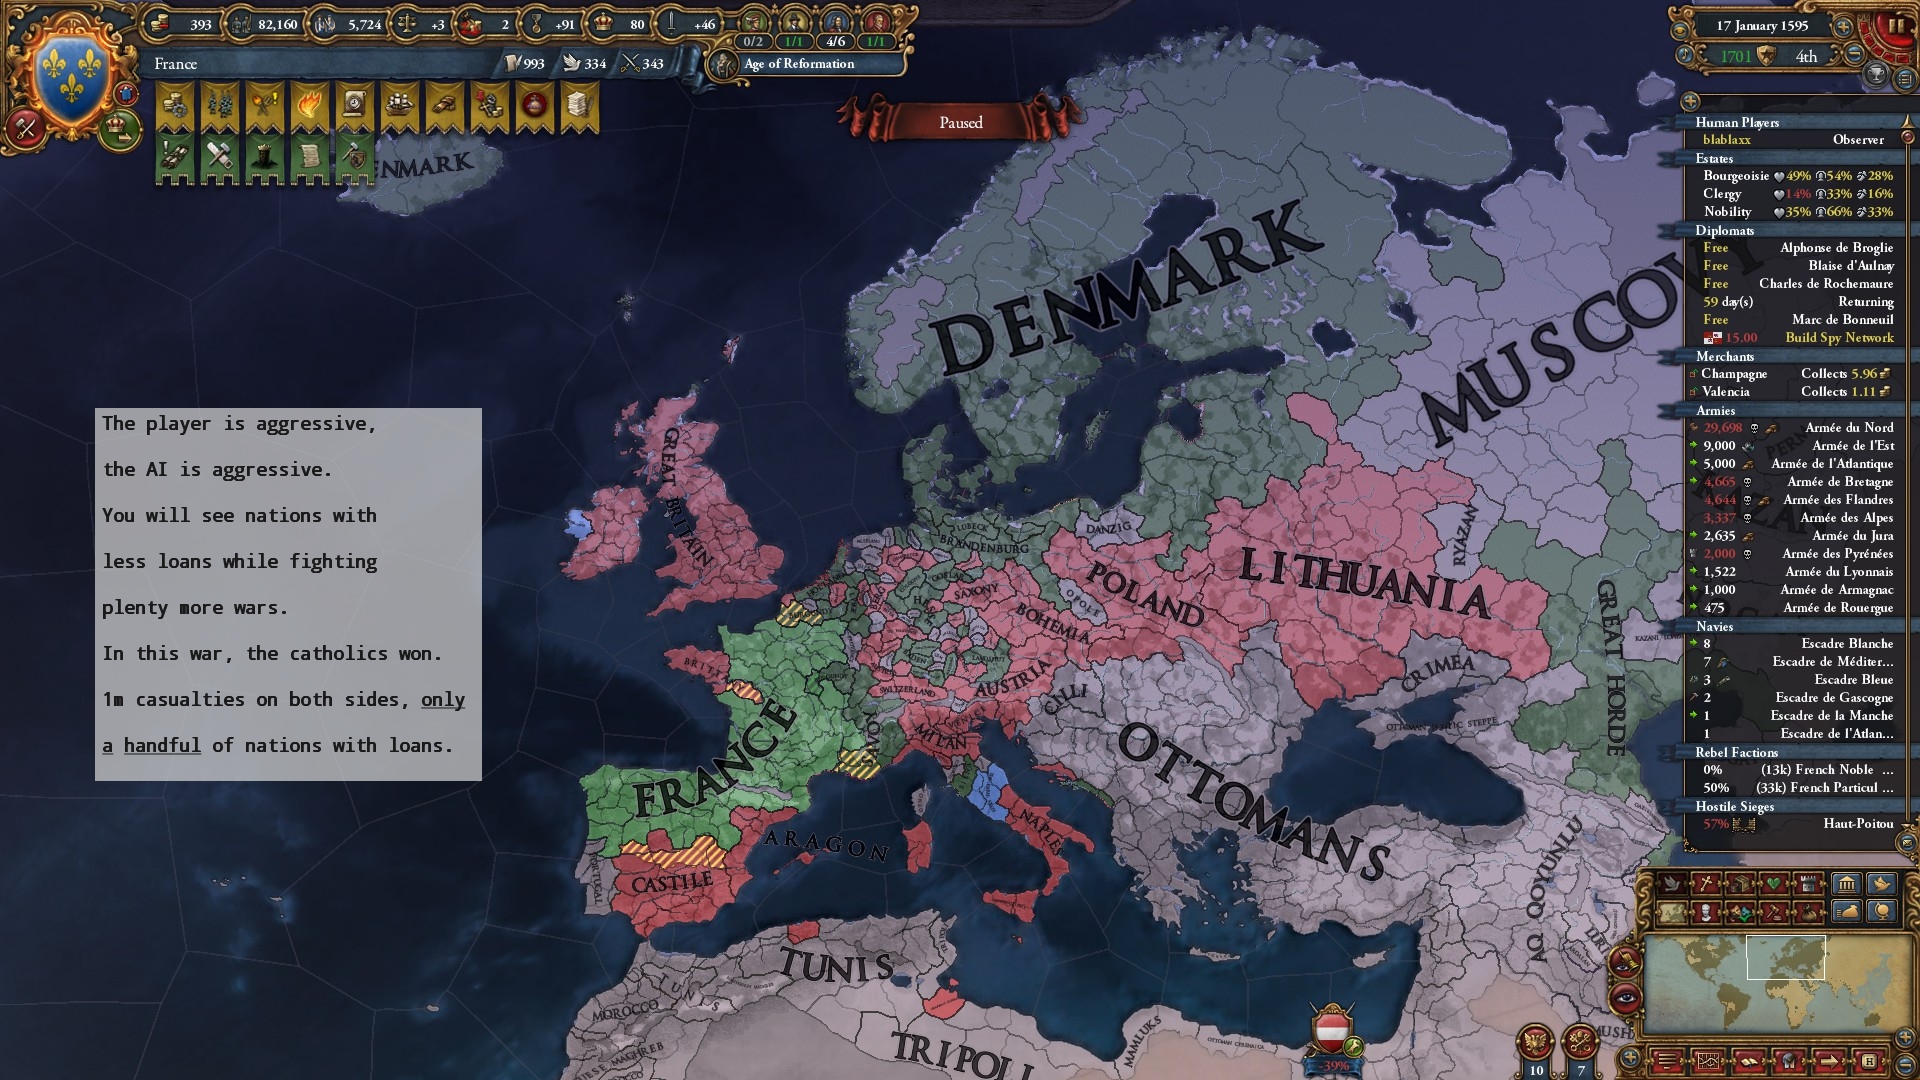 393
82,160
5,724
+3
2
+91
80
+46
0/2
1/1
4/6
1/1
17 January 1595
France
993
334
343
Age of Reformation
1701
4th
Paused
Human Players
blablaxx Observer
Estates
Bourgeoisie 49% 54% 28%
Clergy 14% 33% 16%
Nobility 35% 66% 33%
Diplomats
Free Alphonse de Broglie
Free Blaise d'Aulnay
Free Charles de Rochemaure
59 day(s) Returning
Free Marc de Bonneuil
15.00 Build Spy Network
Merchants
Champagne Collects 5.96
Valencia Collects 1.11
Armies
29,698 Armée du Nord
9,000 Armée de l'Est
5,000 Armée de l'Atlantique
4,665 Armée de Bretagne
4,644 Armée des Flandres
3,337 Armée des Alpes
2,635 Armée du Jura
2,000 Armée des Pyrénées
1,522 Armée du Lyonnais
1,000 Armée de Armagnac
475 Armée de Rouergue
Navies
8 Escadre Blanche
7 Escadre de Méditer...
3 Escadre Bleue
2 Escadre de Gascogne
1 Escadre de la Manche
1 Escadre de l'Atlan...
Rebel Factions
0% (13k) French Noble ...
50% (33k) French Particul ...
Hostile Sieges
57% Haut-Poitou
The player is aggressive,
the AI is aggressive.
You will see nations with
less loans while fighting
plenty more wars.
In this war, the catholics won.
1m casualties on both sides, only
a handful of nations with loans.
ENMARK
DENMARK
MUSCOVY
GREAT BRITAIN
LUBECK
BRANDENBURG
DANZIG
RYAZAN
LITHUANIA
POLAND
OPOLE
SAXONY
BOHEMIA
GREAT HORDE
AUSTRIA
SWITZERLAND
CILLI
CRIMEA
MILAN
FRANCE
OTTOMANS
NAPLES
ARAGON
CASTILE
PORTUGAL
AQ QOYUNLU
TUNIS
TUNIS
MOROCCO
TRIPOLI
MAMLUKS
-39%
10
7